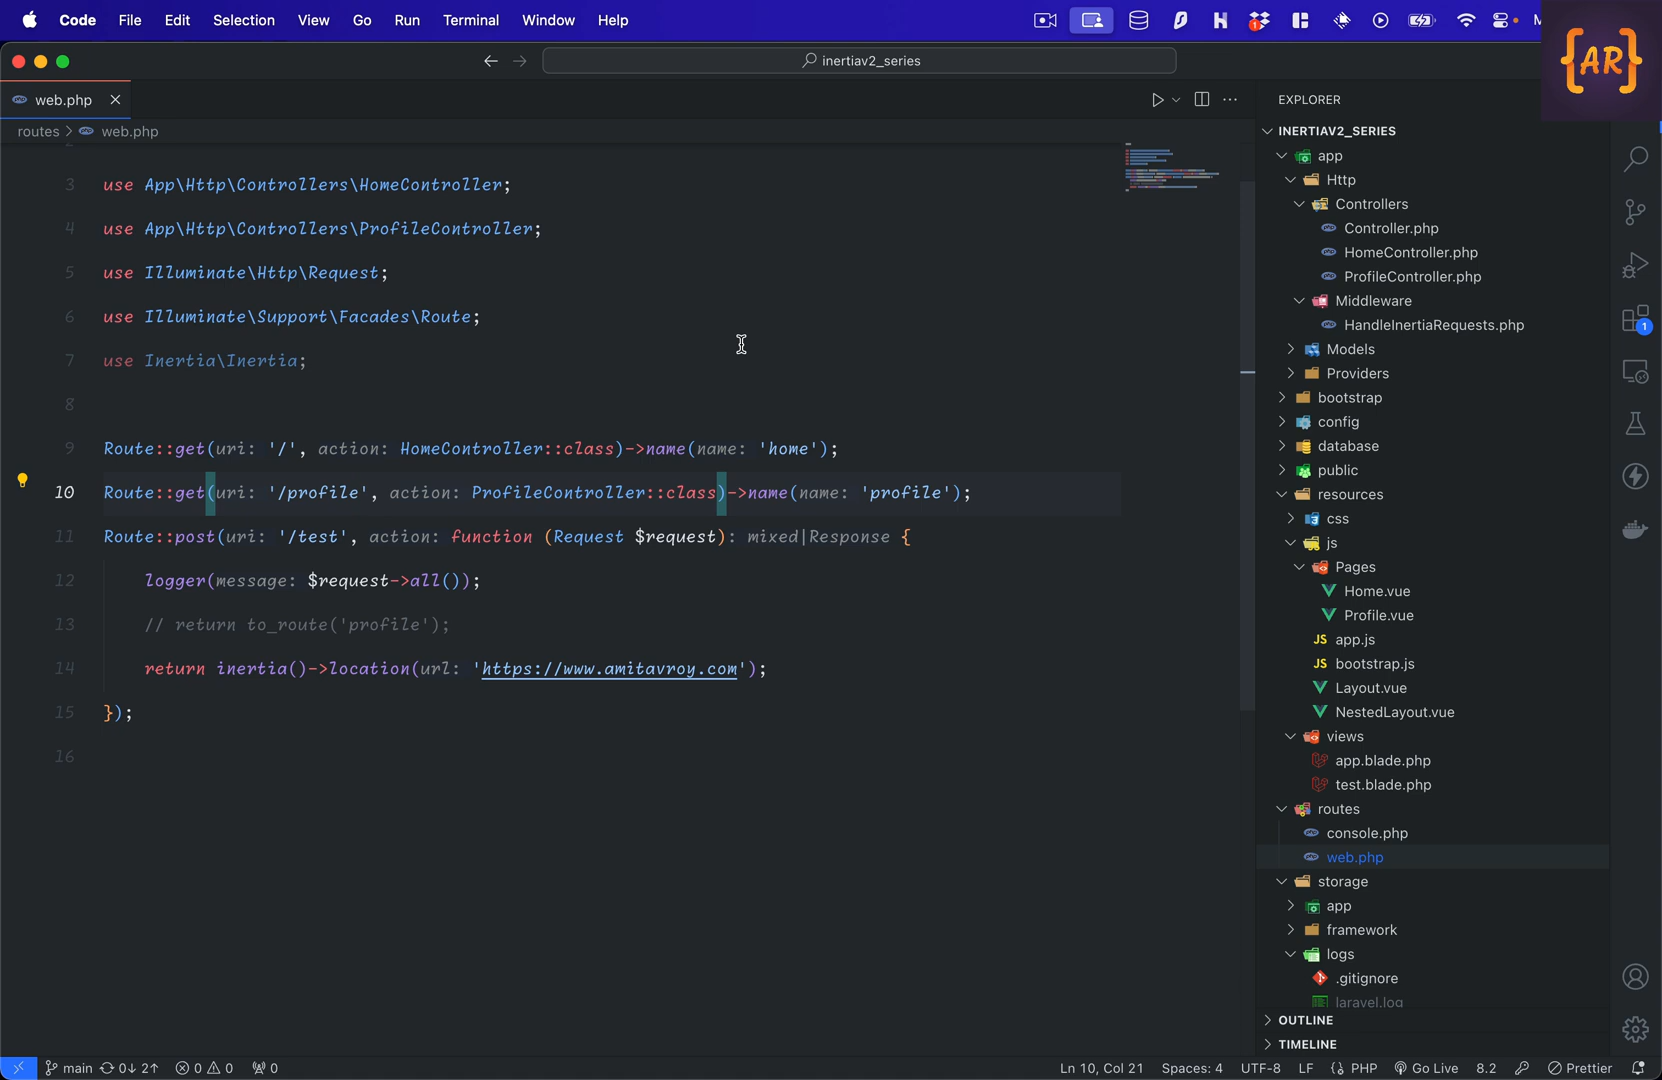 Code File Edit Selection View Go Run Terminal Window Help
{AR}
inertiav2_series
web.php
routes > web.php
2
3 use App\Http\Controllers\HomeController;
4 use App\Http\Controllers\ProfileController;
5 use Illuminate\Http\Request;
6 use Illuminate\Support\Facades\Route;
7 use Inertia\Inertia;
8
9 Route::get(uri: '/', action: HomeController::class)->name(name: 'home');
10 Route::get(uri: '/profile', action: ProfileController::class)->name(name: 'profile');
11 Route::post(uri: '/test', action: function (Request $request): mixed|Response {
12 logger(message: $request->all());
13 // return to_route('profile');
14 return inertia()->location(url: 'https://www.amitavroy.com');
15 });
16
EXPLORER
INERTIAV2_SERIES
app
Http
Controllers
Controller.php
HomeController.php
ProfileController.php
Middleware
HandleInertiaRequests.php
Models
Providers
bootstrap
config
database
public
resources
css
js
Pages
Home.vue
Profile.vue
JS app.js
JS bootstrap.js
Layout.vue
NestedLayout.vue
views
app.blade.php
test.blade.php
routes
console.php
web.php
storage
app
framework
logs
.gitignore
laravel.log
OUTLINE
TIMELINE
1
main 0↓ 2↑ 0 0 0
Ln 10, Col 21 Spaces: 4 UTF-8 LF PHP Go Live 8.2 Prettier